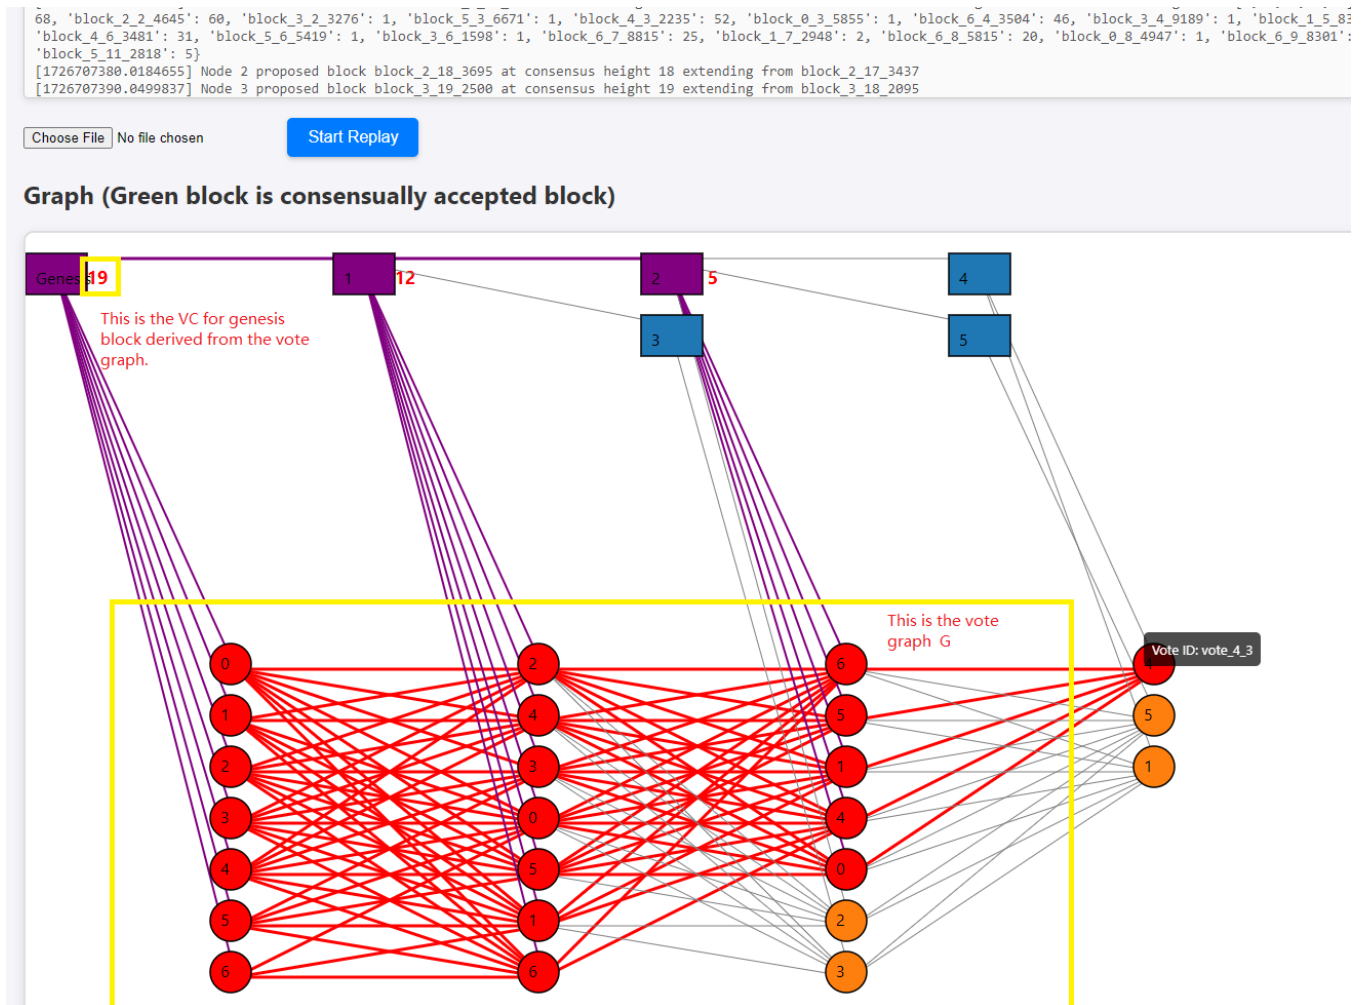 68, 'block_2_2_4645': 60, 'block_3_2_3276': 1, 'block_5_3_6671': 1, 'block_4_3_2235': 52, 'block_0_3_5855': 1, 'block_6_4_3504': 46, 'block_3_4_9189': 1, 'block_1_5_83
'block_4_6_3481': 31, 'block_5_6_5419': 1, 'block_3_6_1598': 1, 'block_6_7_8815': 25, 'block_1_7_2948': 2, 'block_6_8_5815': 20, 'block_0_8_4947': 1, 'block_6_9_8301':
'block_5_11_2818': 5}
[1726707380.0184655] Node 2 proposed block block_2_18_3695 at consensus height 18 extending from block_2_17_3437
[1726707390.0499837] Node 3 proposed block block_3_19_2500 at consensus height 19 extending from block_3_18_2095
Choose File No file chosen Start Replay
Graph (Green block is consensually accepted block)
Genesis 19 1 12 2 5 4
This is the VC for genesis
block derived from the vote
graph.
3 5
This is the vote
graph G
0 2 6 Vote ID: vote_4_3
1 4 5 5
2 3 1 1
3 0 4
4 5 0
5 1 2
6 6 3